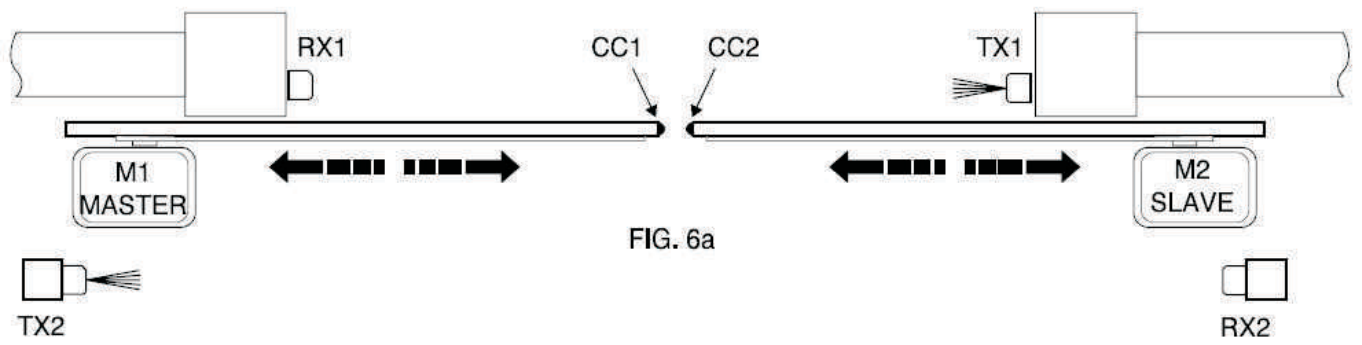 RX1
CC1
CC2
TX1
M1
MASTER
M2
SLAVE
FIG. 6a
TX2
RX2